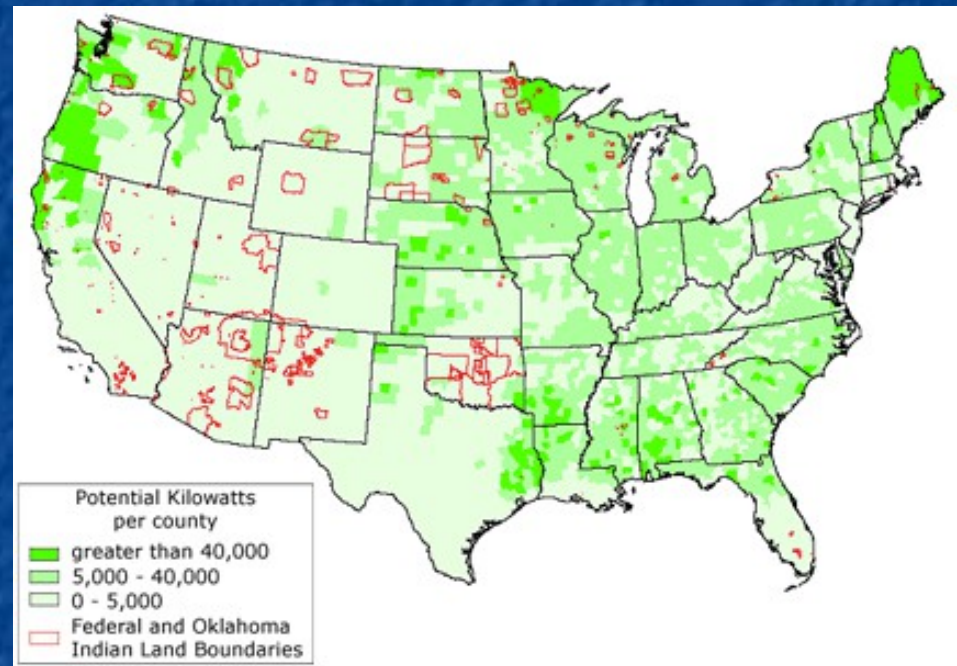 Potential Kilowatts
per county
greater than 40,000
5,000 - 40,000
0 - 5,000
Federal and Oklahoma
Indian Land Boundaries